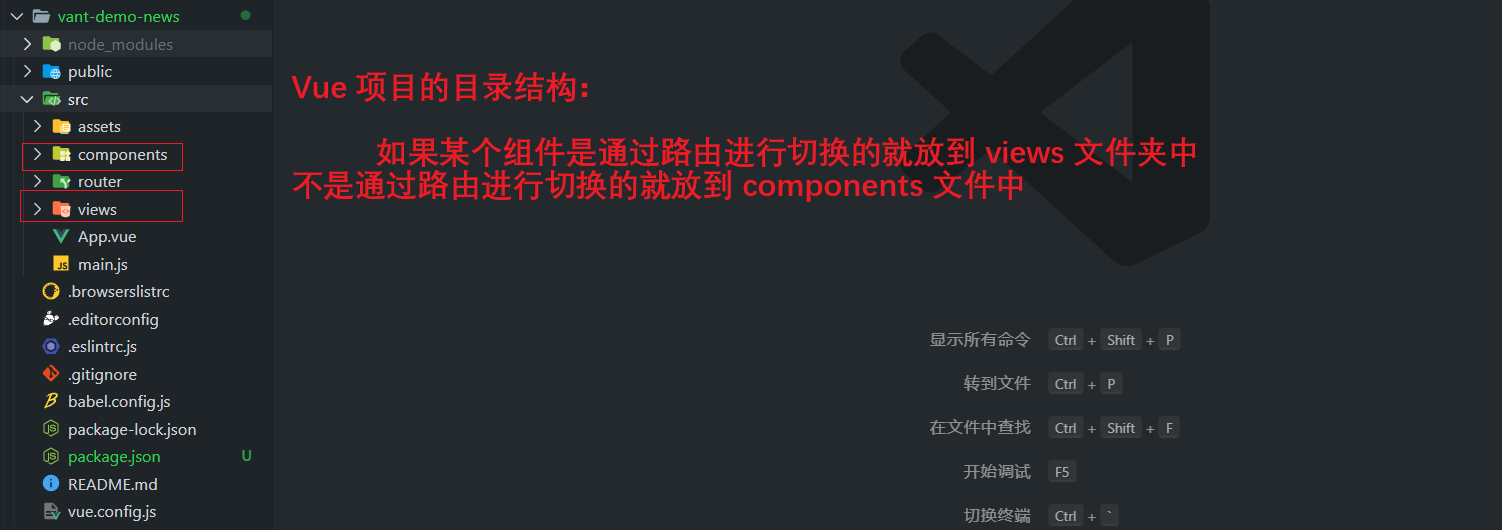 vant-demo-news
node_modules
public
src
assets
components
router
views
App.vue
main.js
.browserslistrc
.editorconfig
.eslintrc.js
.gitignore
babel.config.js
package-lock.json
package.json U
README.md
vue.config.js
Vue 项目的目录结构：
如果某个组件是通过路由进行切换的就放到 views 文件夹中
不是通过路由进行切换的就放到 components 文件中
显示所有命令 Ctrl + Shift + P
转到文件 Ctrl + P
在文件中查找 Ctrl + Shift + F
开始调试 F5
切换终端 Ctrl + `